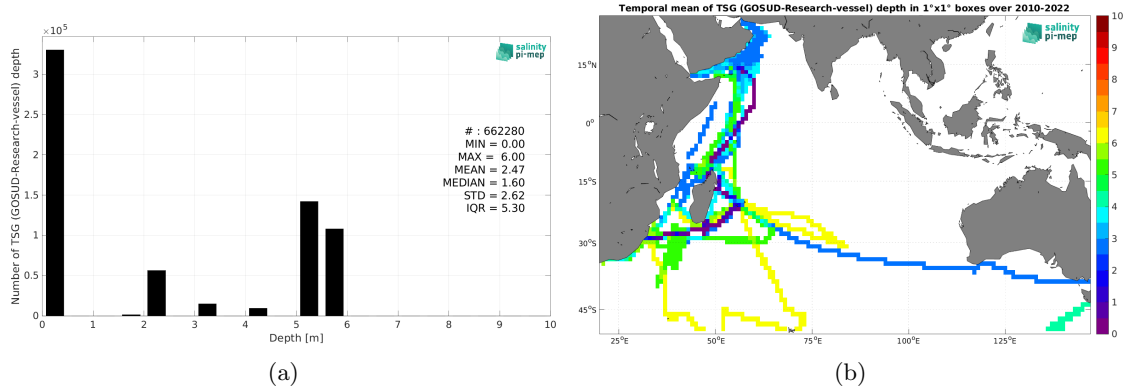 ×10⁵
3
2.5
2
1.5
1
0.5
0
Number of TSG (GOSUD-Research-vessel) depth
salinity
pi-mep
# : 662280
MIN = 0.00
MAX = 6.00
MEAN = 2.47
MEDIAN = 1.60
STD = 2.62
IQR = 5.30
0 1 2 3 4 5 6 7 8 9 10
Depth [m]
(a)
Temporal mean of TSG (GOSUD-Research-vessel) depth in 1°x1° boxes over 2010-2022
salinity
pi-mep
15°N
0°
15°S
30°S
45°S
25°E 50°E 75°E 100°E 125°E
10
9
8
7
6
5
4
3
2
1
0
(b)